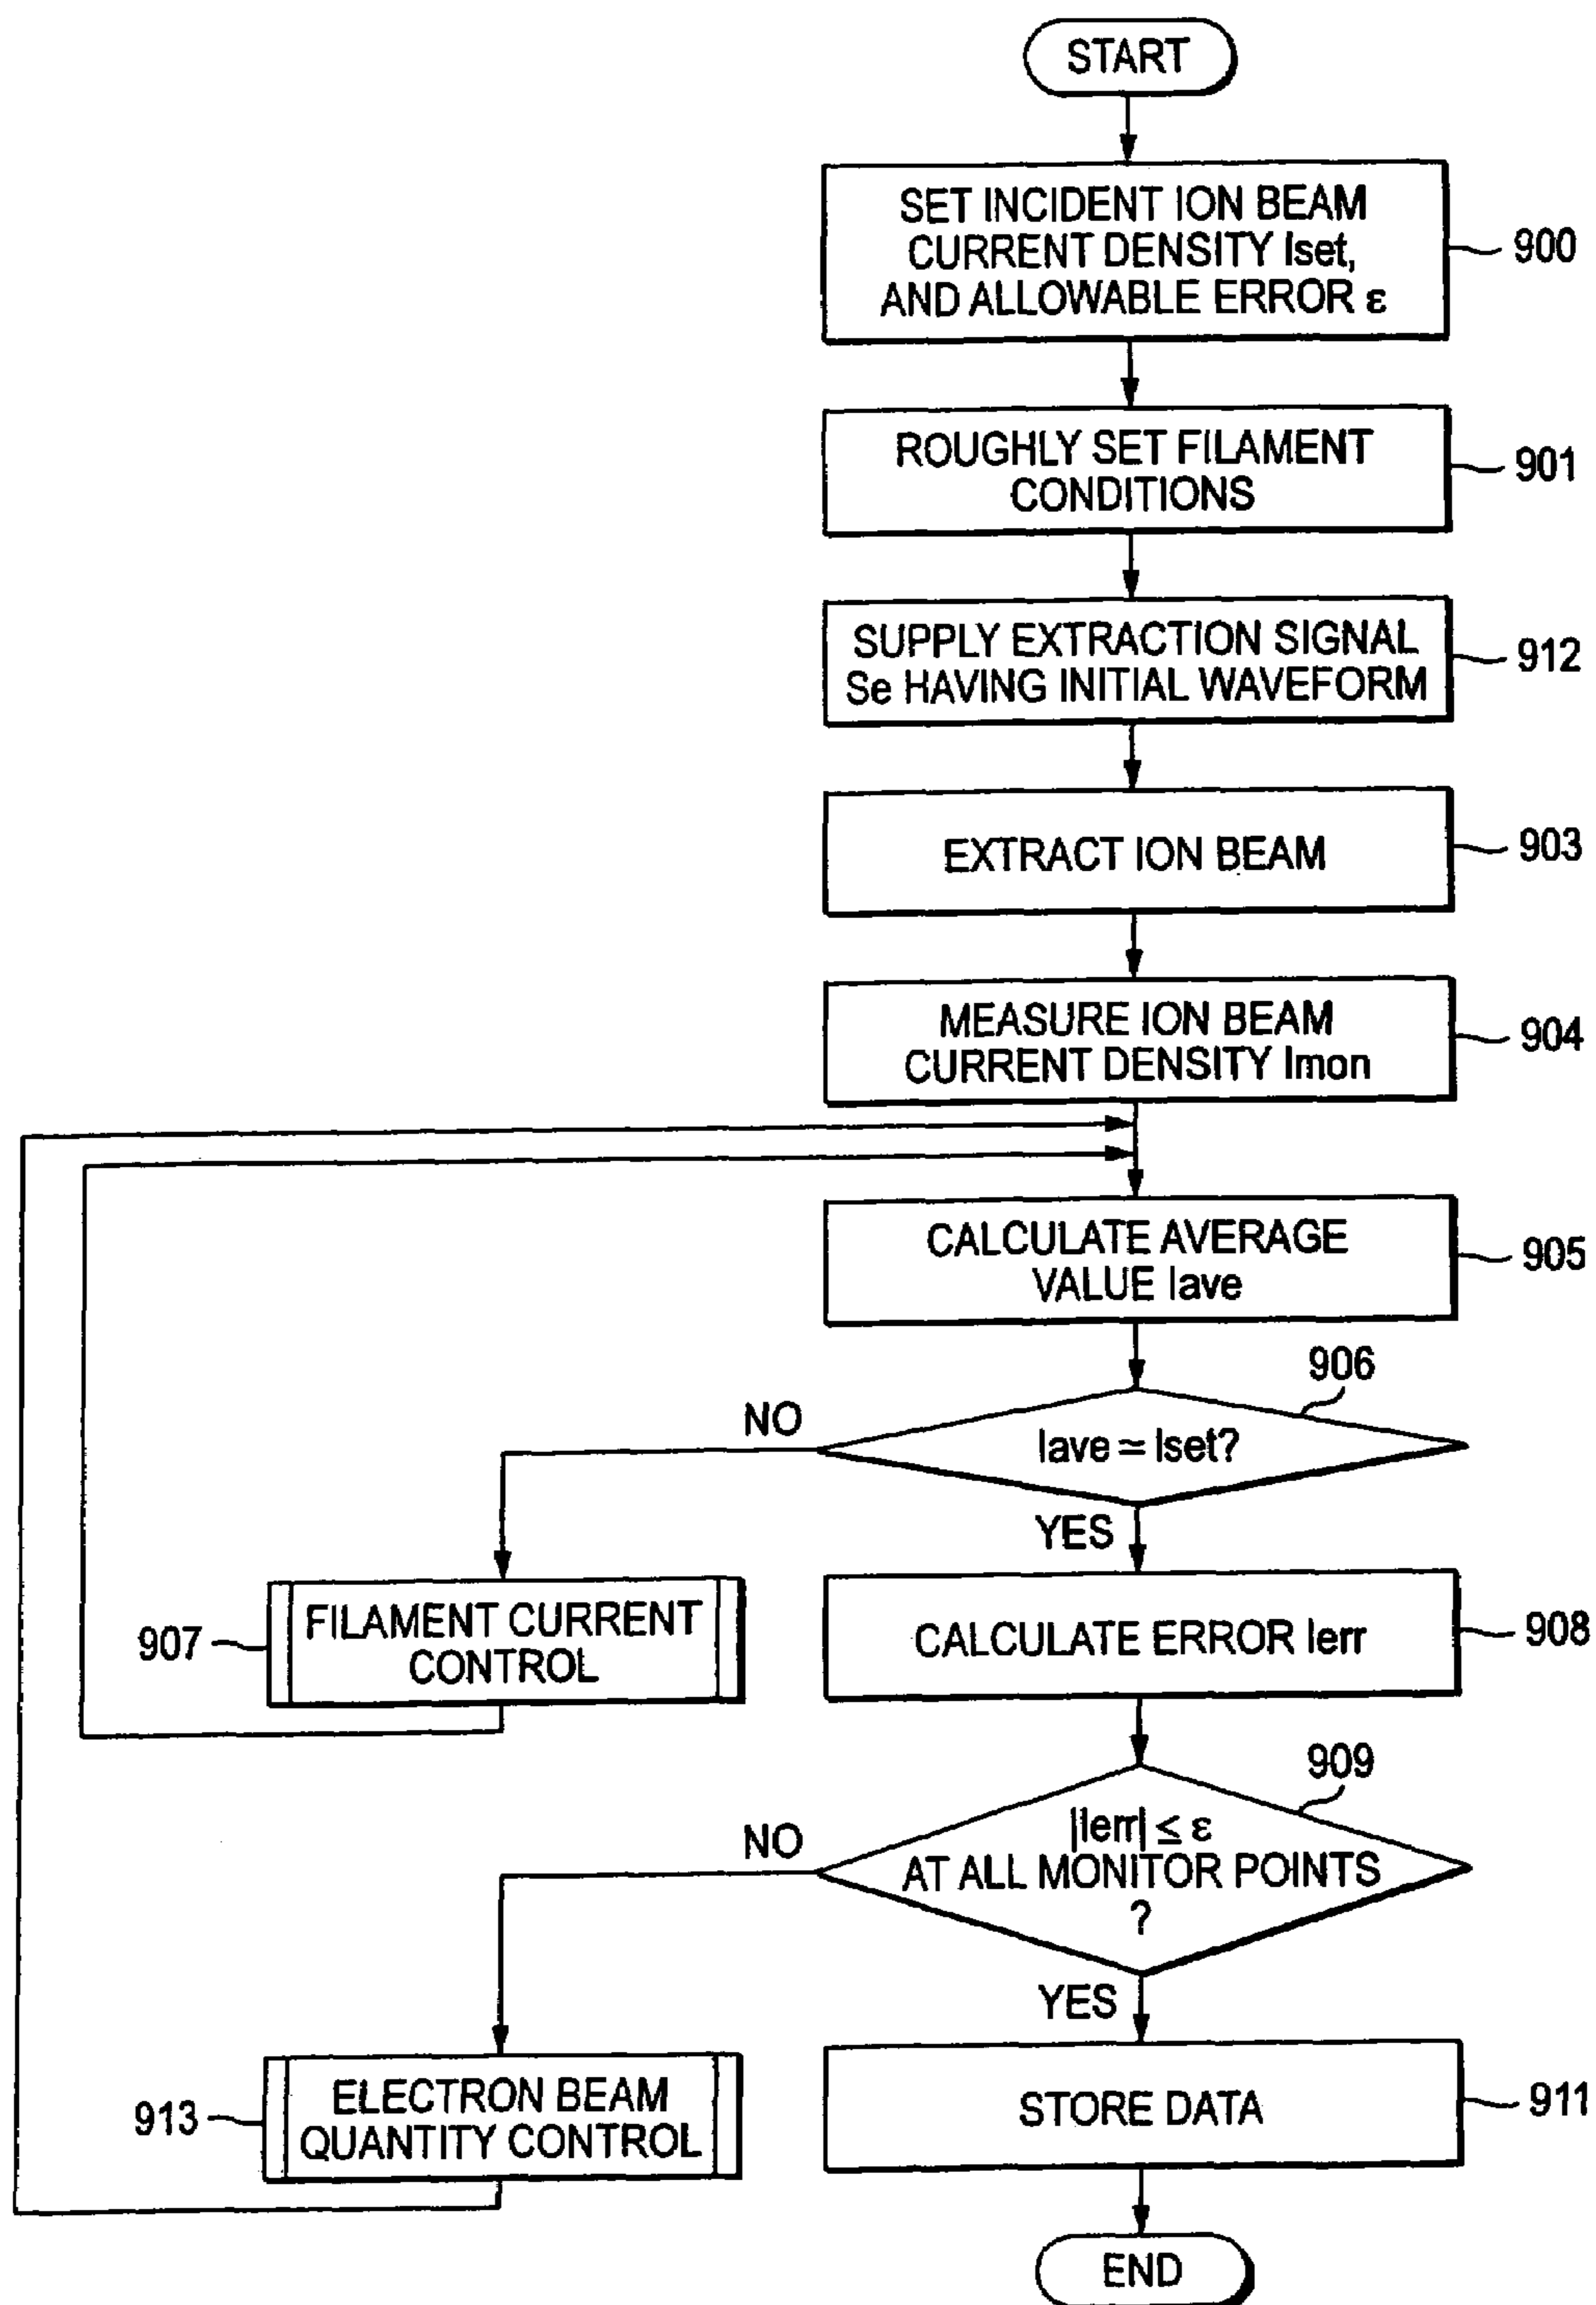 START
SET INCIDENT ION BEAM
CURRENT DENSITY Iset,
AND ALLOWABLE ERROR ε
900
ROUGHLY SET FILAMENT
CONDITIONS
901
SUPPLY EXTRACTION SIGNAL
Se HAVING INITIAL WAVEFORM
912
EXTRACT ION BEAM
903
MEASURE ION BEAM
CURRENT DENSITY Imon
904
CALCULATE AVERAGE
VALUE Iave
905
906
NO
Iave ≃ Iset?
YES
FILAMENT CURRENT
CONTROL
907
CALCULATE ERROR Ierr
908
909
NO
|Ierr| ≤ ε
AT ALL MONITOR POINTS
?
YES
ELECTRON BEAM
QUANTITY CONTROL
913
STORE DATA
911
END